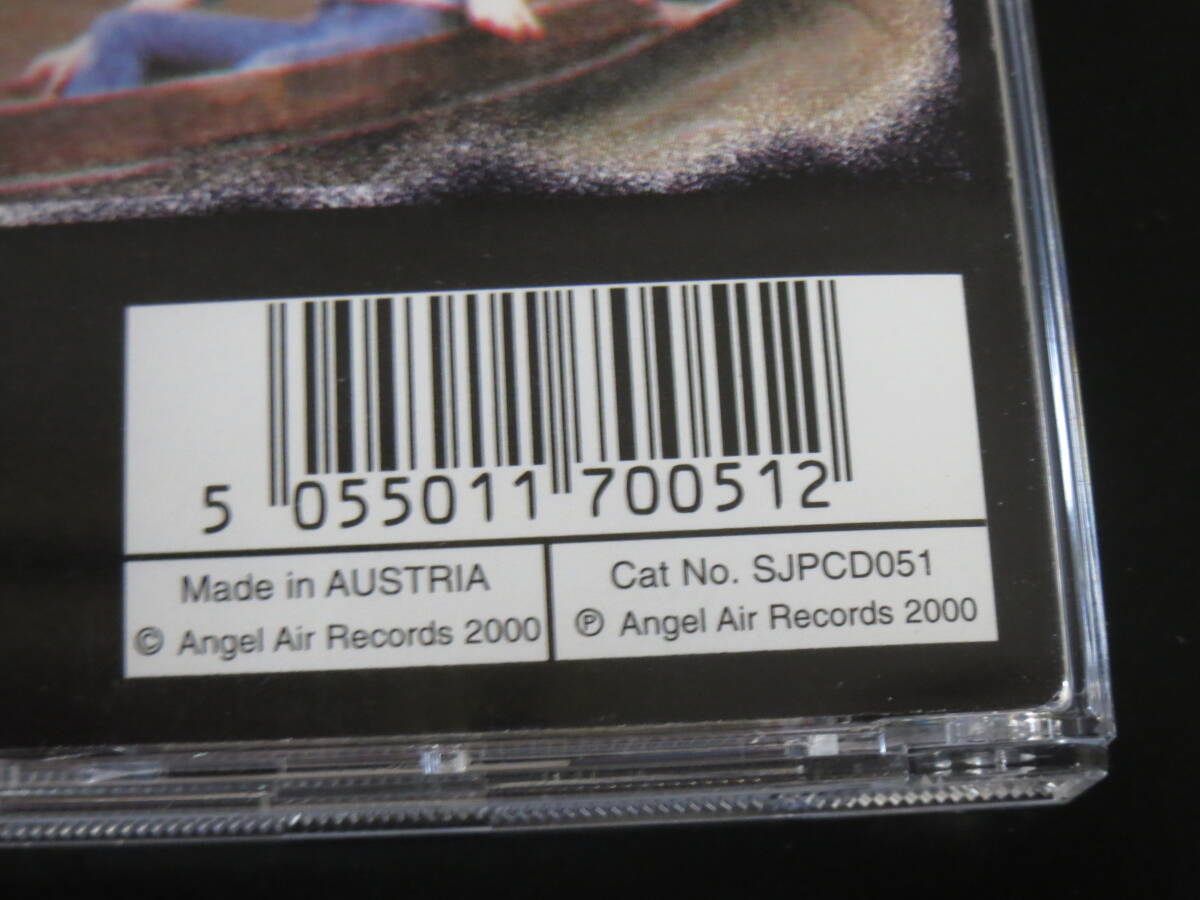 5 055011 700512
Made in AUSTRIA
© Angel Air Records 2000
Cat No. SJPCD051
℗ Angel Air Records 2000